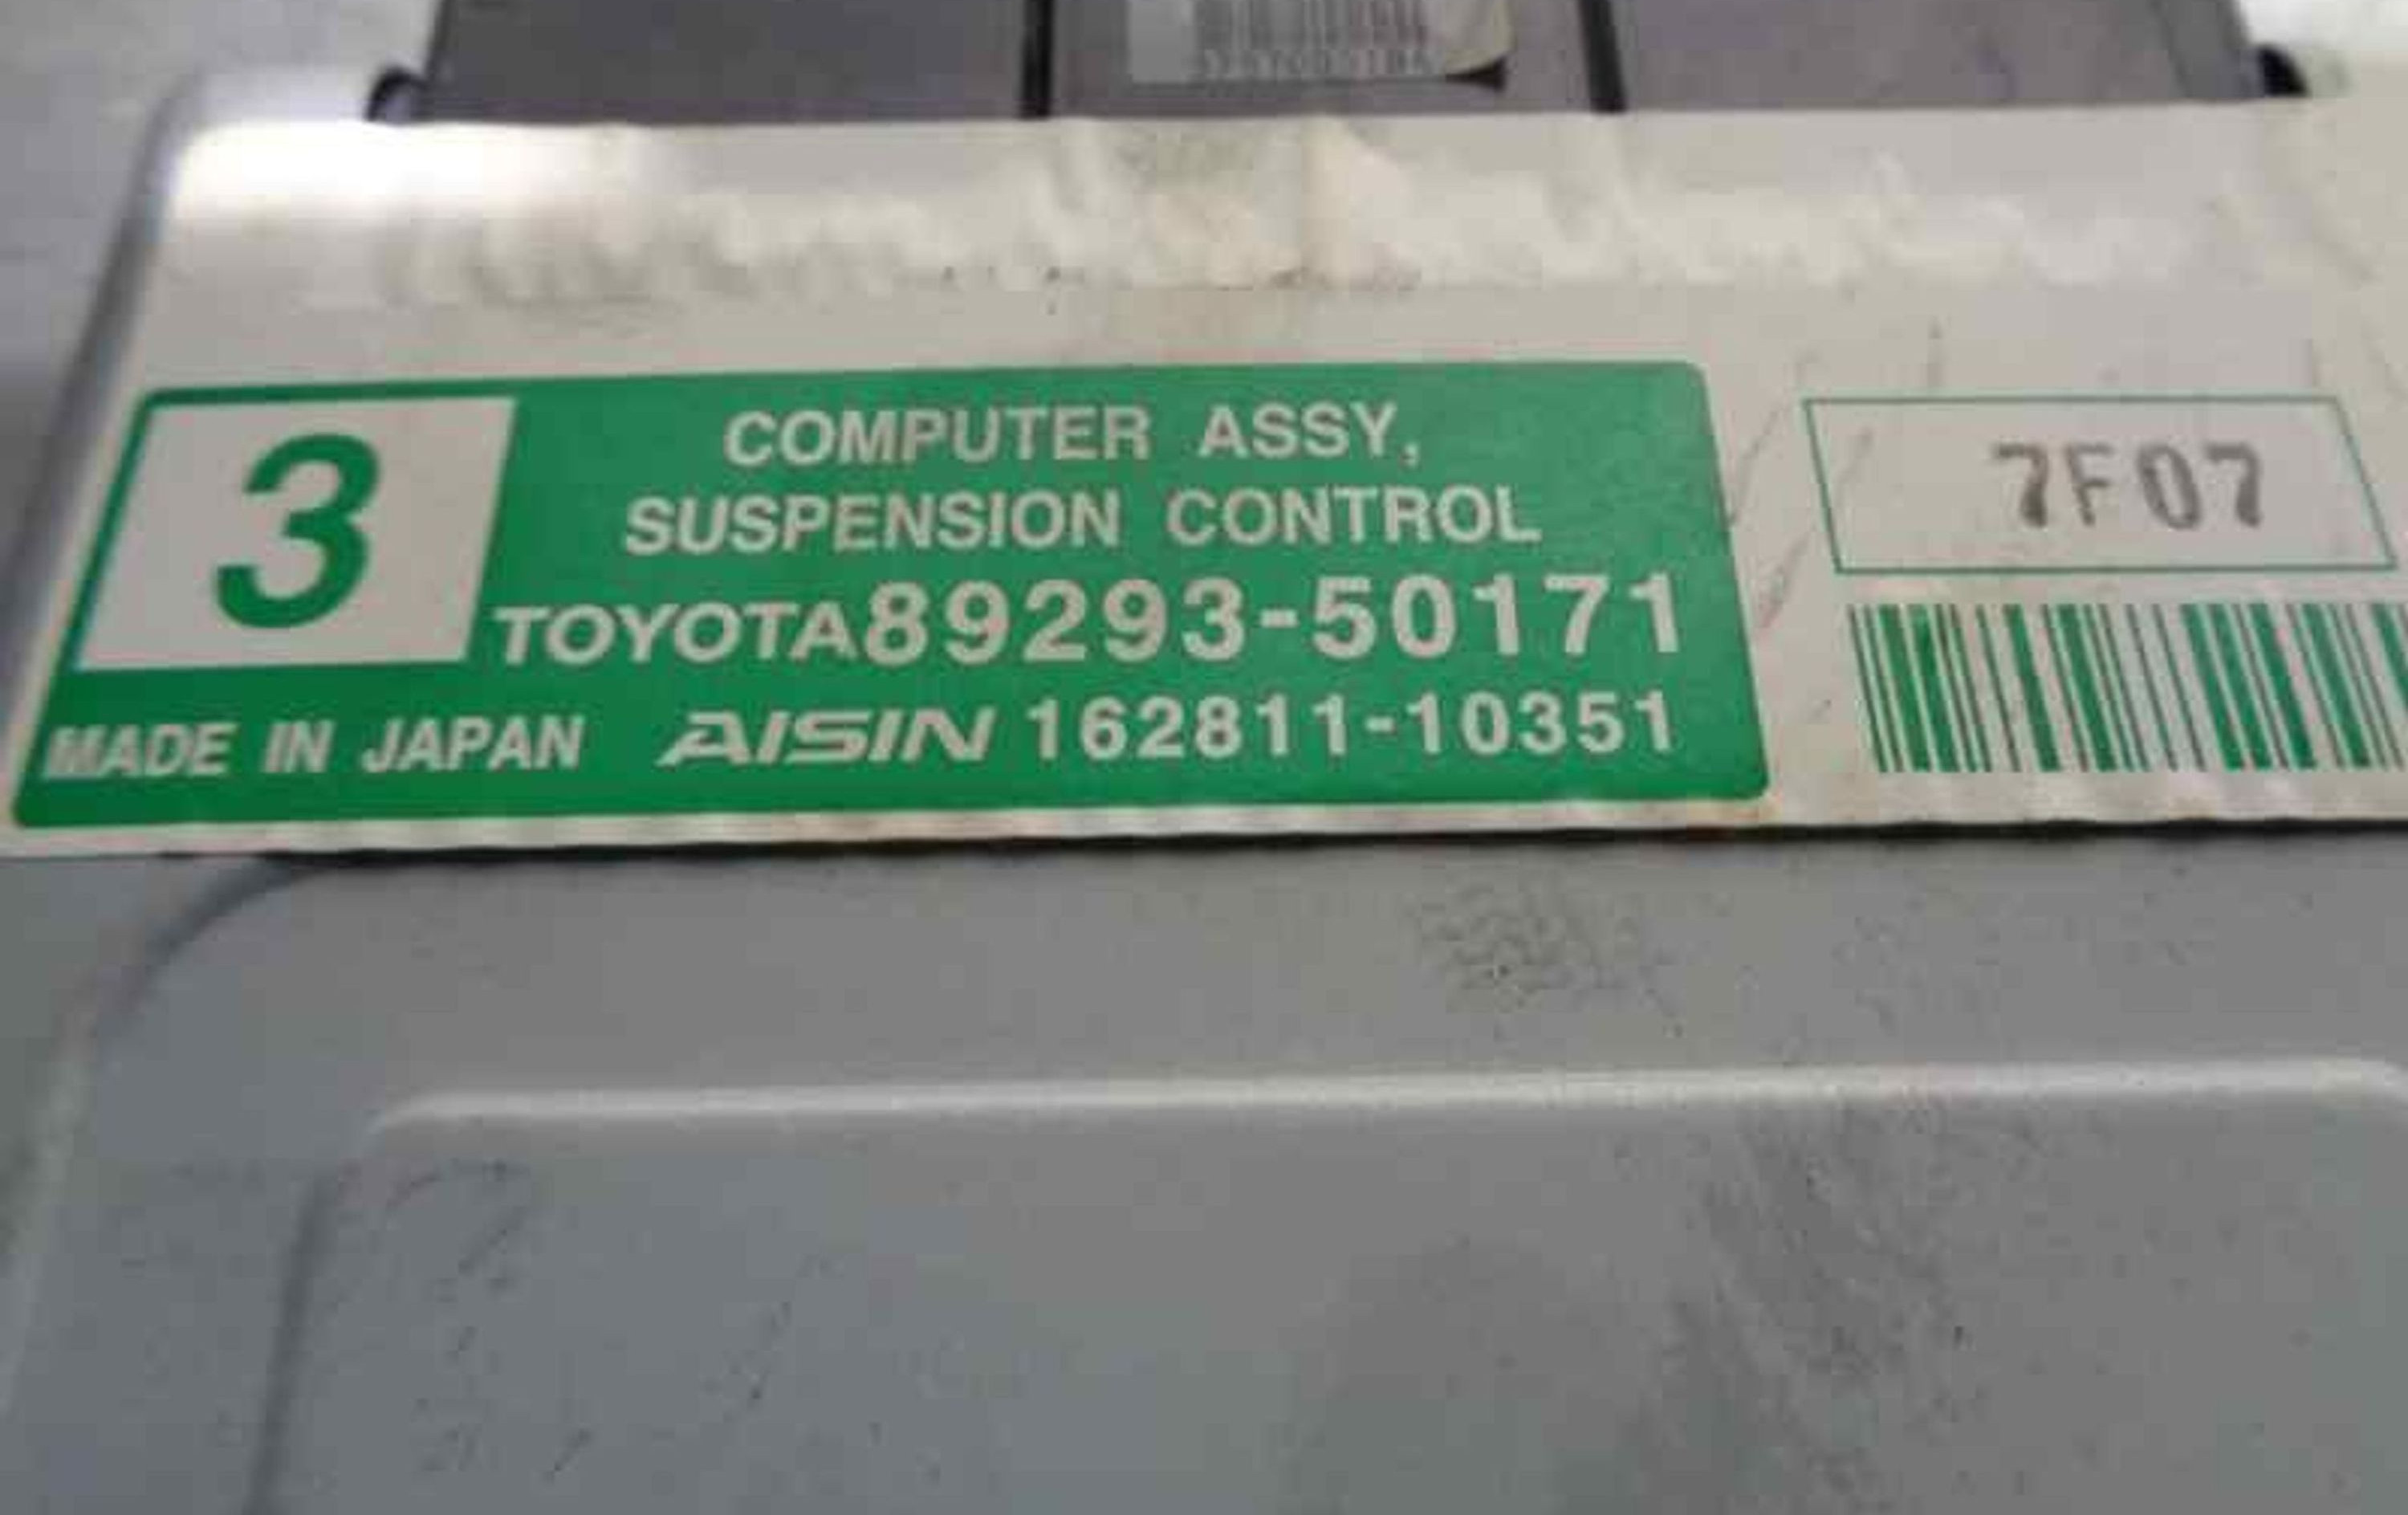 3
COMPUTER ASSY,
SUSPENSION CONTROL
TOYOTA 89293-50171
MADE IN JAPAN AISIN 162811-10351
7F07